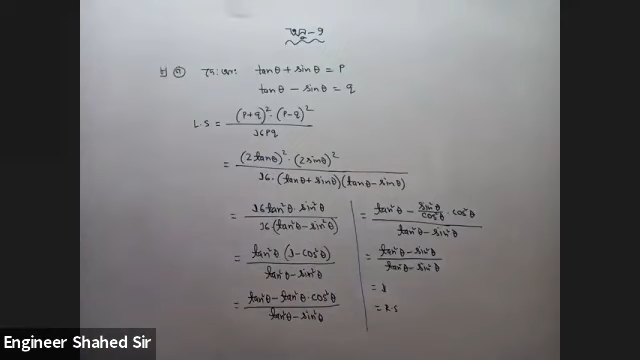 অনু-৭
দে: আছে: tanθ + sinθ = p
tanθ − sinθ = q
L.S = (p+q)² · (p−q)² / 16pq
= (2tanθ)² · (2sinθ)² / 16 · (tanθ + sinθ)(tanθ − sinθ)
= 16tan²θ · sin²θ / 16(tan²θ − sin²θ)
= tan²θ (1 − cos²θ) / tan²θ − sin²θ
= tan²θ − tan²θ · cos²θ / tan²θ − sin²θ
= tan²θ − sin²θ/cos²θ · cos²θ / tan²θ − sin²θ
= tan²θ − sin²θ / tan²θ − sin²θ
= 1
= R.S
Engineer Shahed Sir